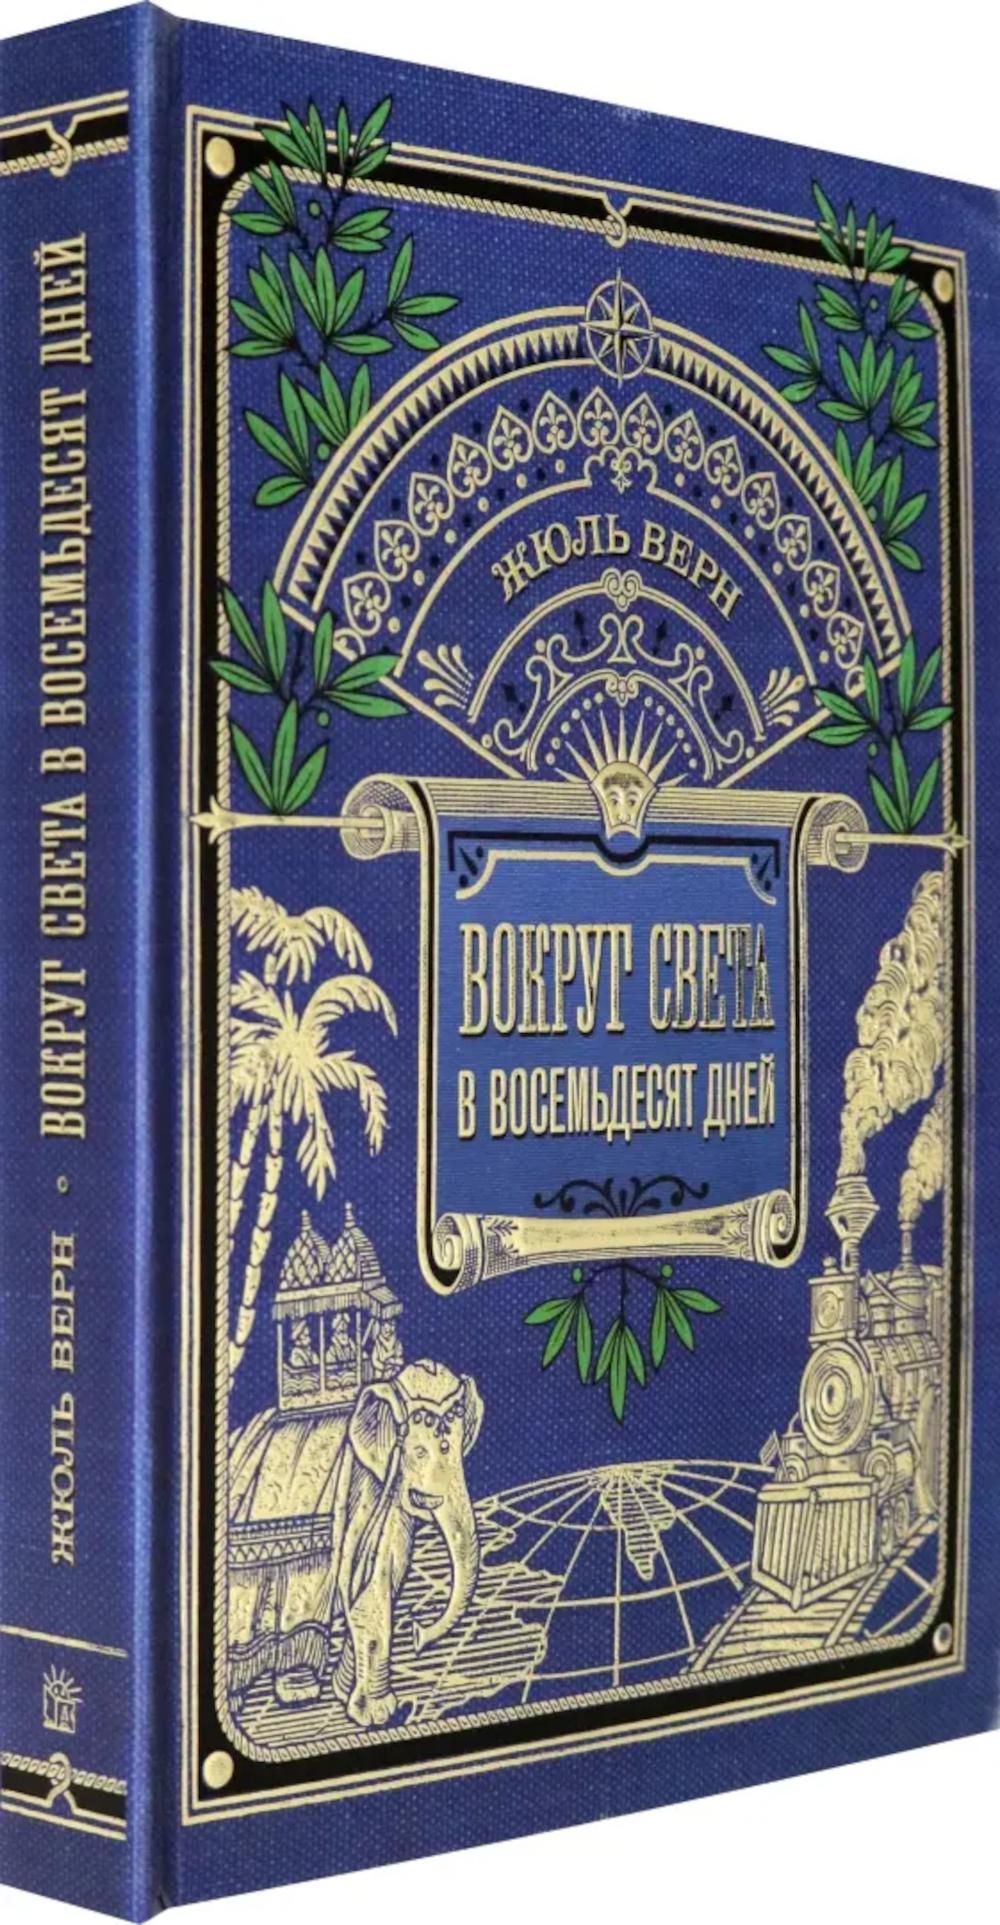 ЖЮЛЬ ВЕРН • ВОКРУГ СВЕТА В ВОСЕМЬДЕСЯТ ДНЕЙ
ЖЮЛЬ ВЕРН
ВОКРУГ СВЕТА
В ВОСЕМЬДЕСЯТ ДНЕЙ